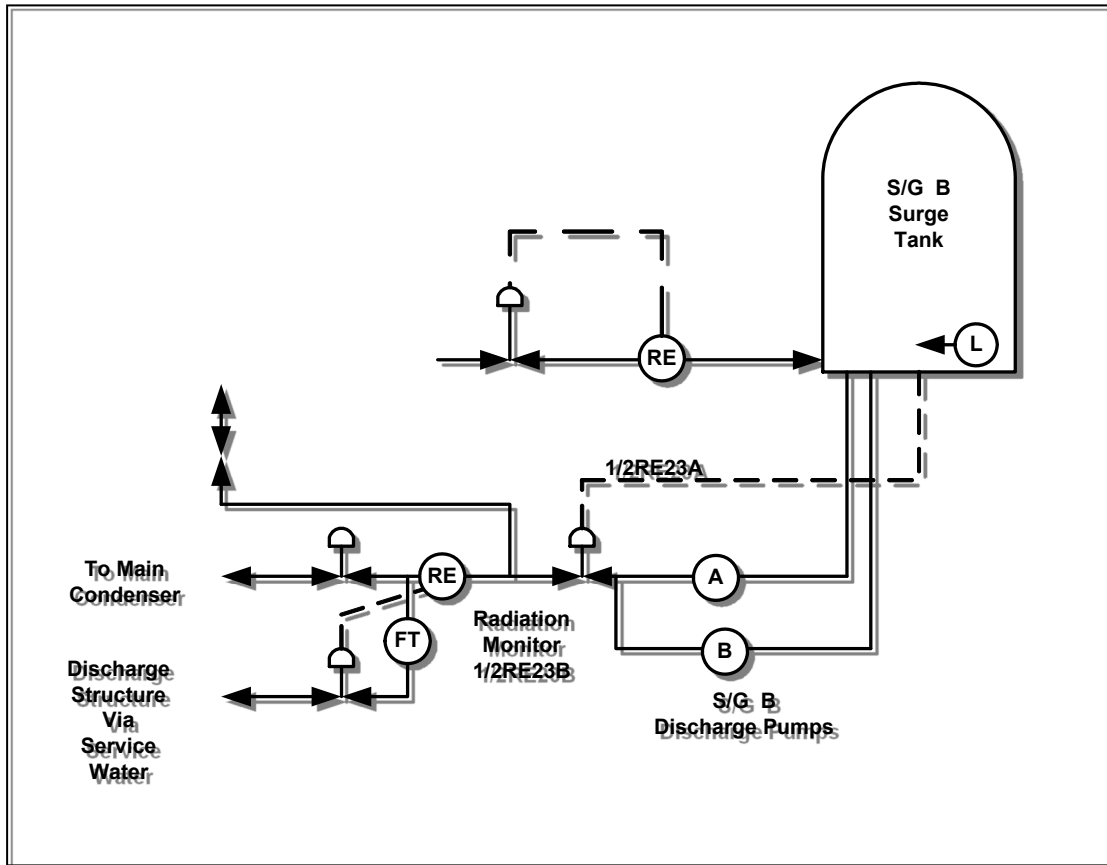 S/G B
Surge
Tank
L
RE
1/2RE23A
To Main
Condenser
RE
A
Radiation
Monitor
1/2RE23B
FT
B
Discharge
Structure
Via
Service
Water
S/G B
Discharge Pumps